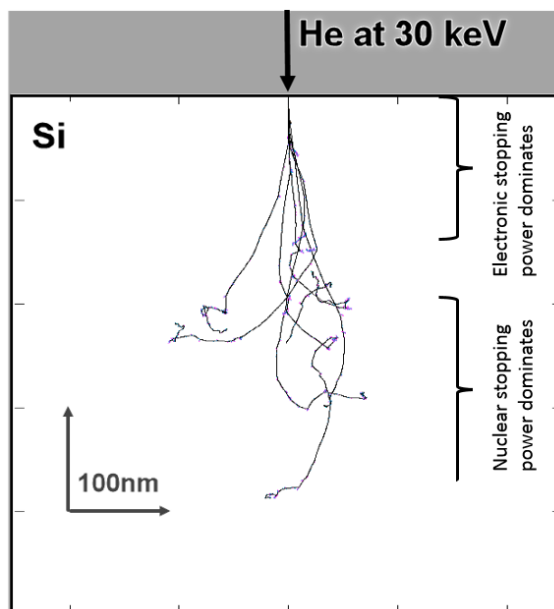 He at 30 keV
Si
Electronic stopping
power dominates
Nuclear stopping
power dominates
100nm